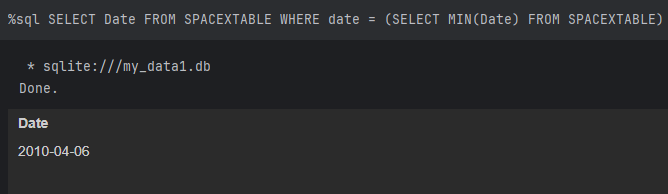 %sql SELECT Date FROM SPACEXTABLE WHERE date = (SELECT MIN(Date) FROM SPACEXTABLE)
* sqlite:///my_data1.db
Done.
Date
2010-04-06